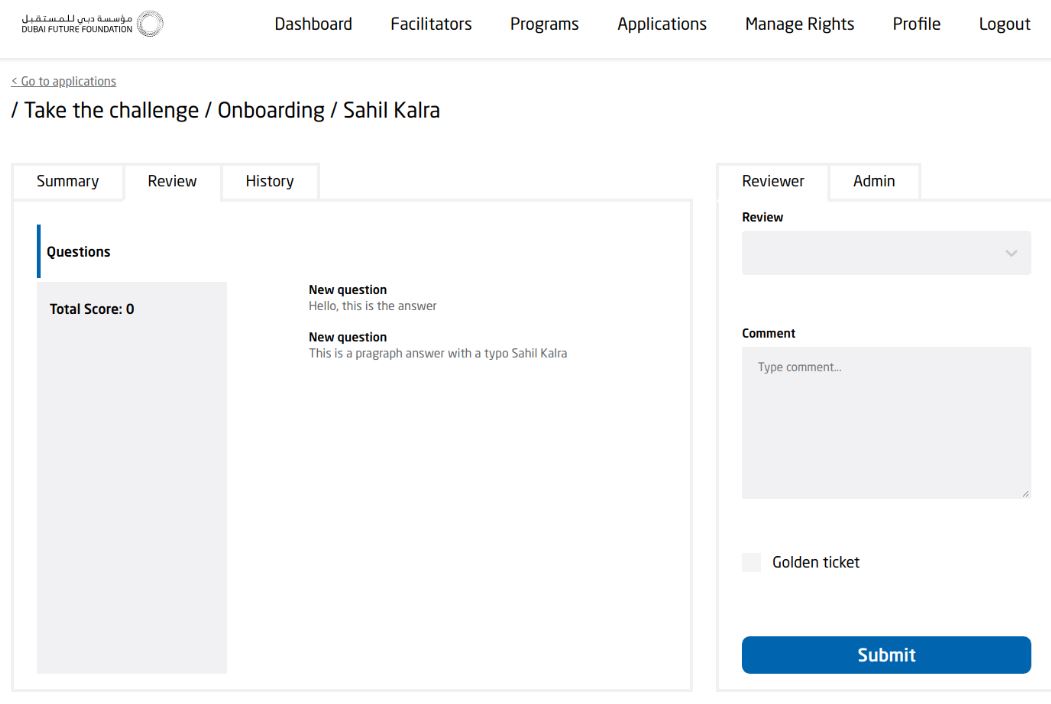 مؤسسة دبي للمستقبل
DUBAI FUTURE FOUNDATION
Dashboard Facilitators Programs Applications Manage Rights Profile Logout
< Go to applications
/ Take the challenge / Onboarding / Sahil Kalra
Summary Review History
Questions
Total Score: 0
New question
Hello, this is the answer
New question
This is a pragraph answer with a typo Sahil Kalra
Reviewer Admin
Review
Comment
Type comment...
Golden ticket
Submit